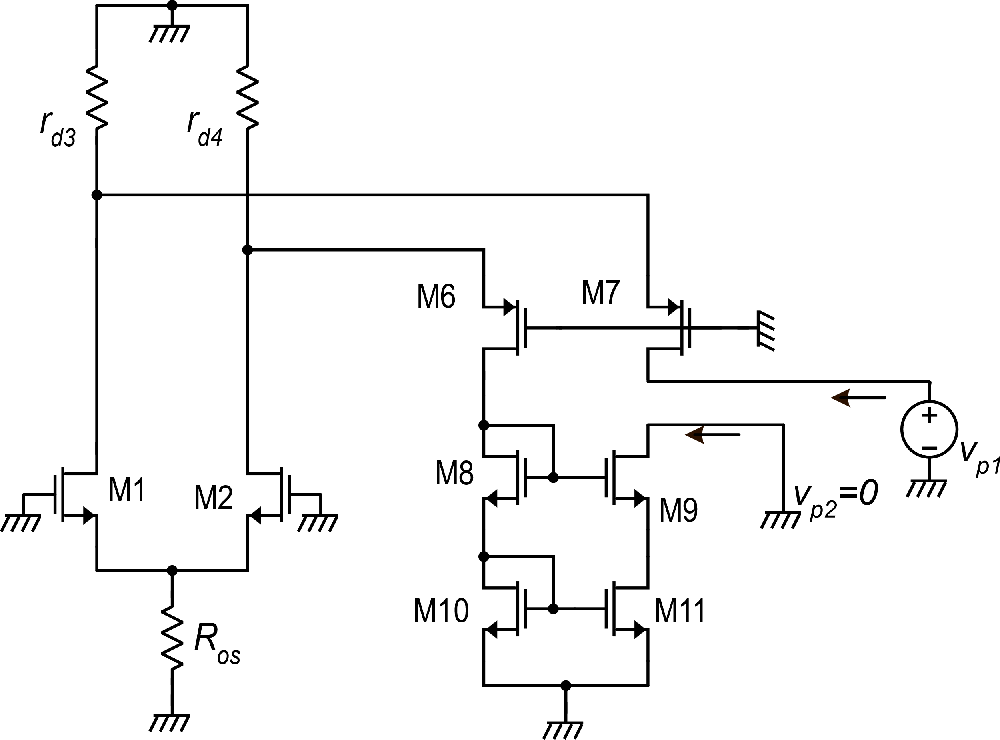 r_d3
r_d4
M6
M7
M8
M9
M1
M2
v_p1
v_p2=0
M10
M11
R_os
+
−